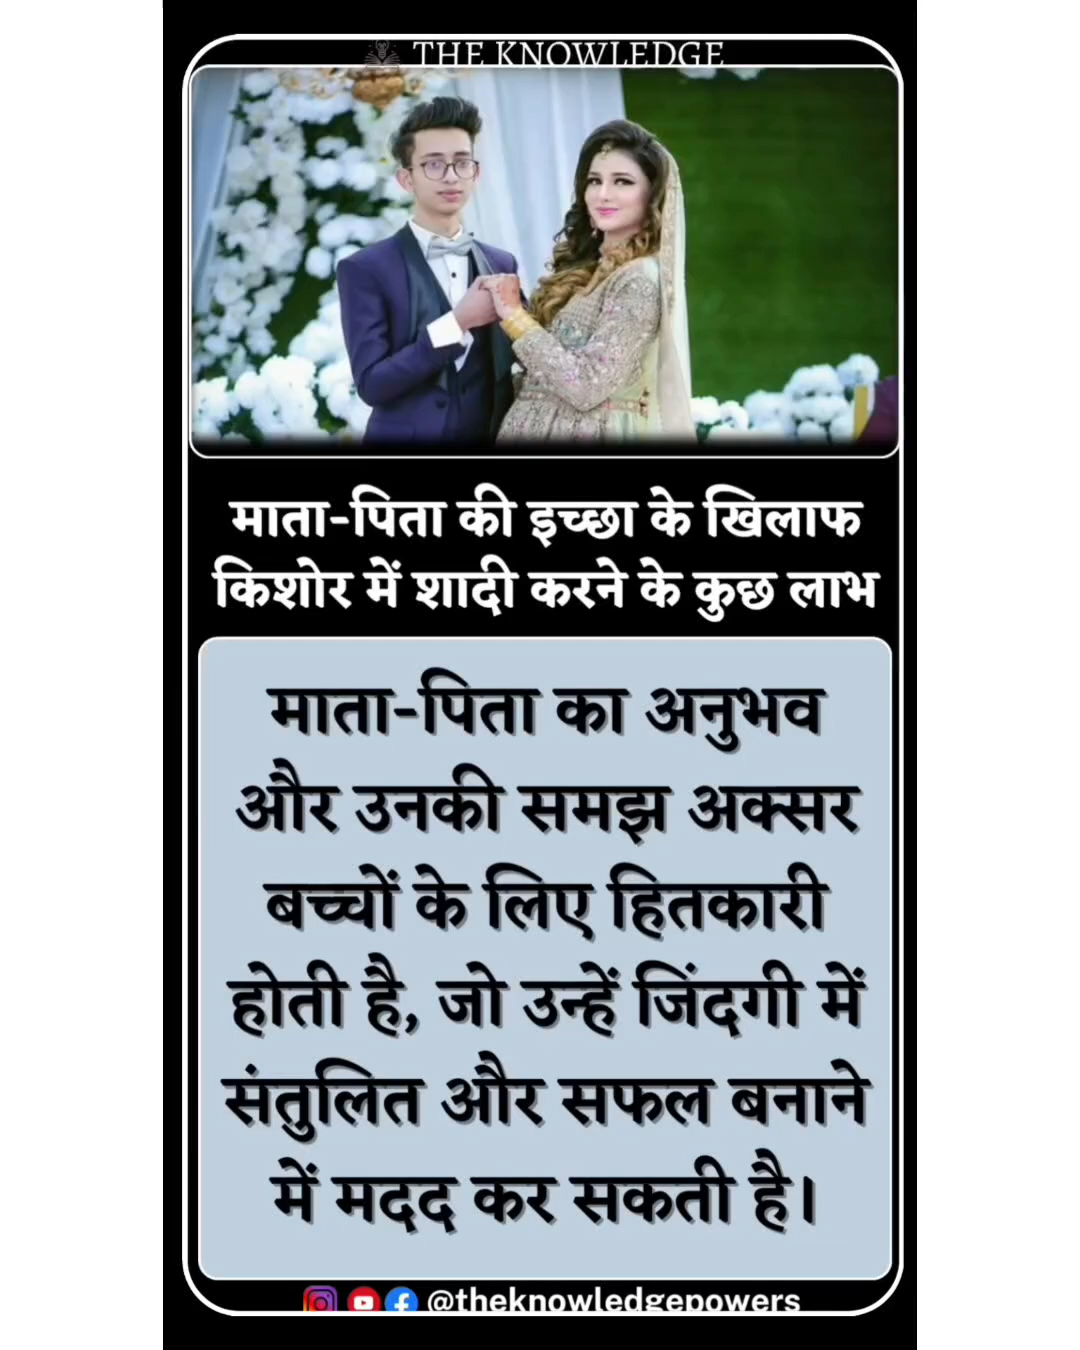 THE KNOWLEDGE
माता-पिता की इच्छा के खिलाफ
किशोर में शादी करने के कुछ लाभ
माता-पिता का अनुभव
और उनकी समझ अक्सर
बच्चों के लिए हितकारी
होती है, जो उन्हें जिंदगी में
संतुलित और सफल बनाने
में मदद कर सकती है।
@theknowledgepowers